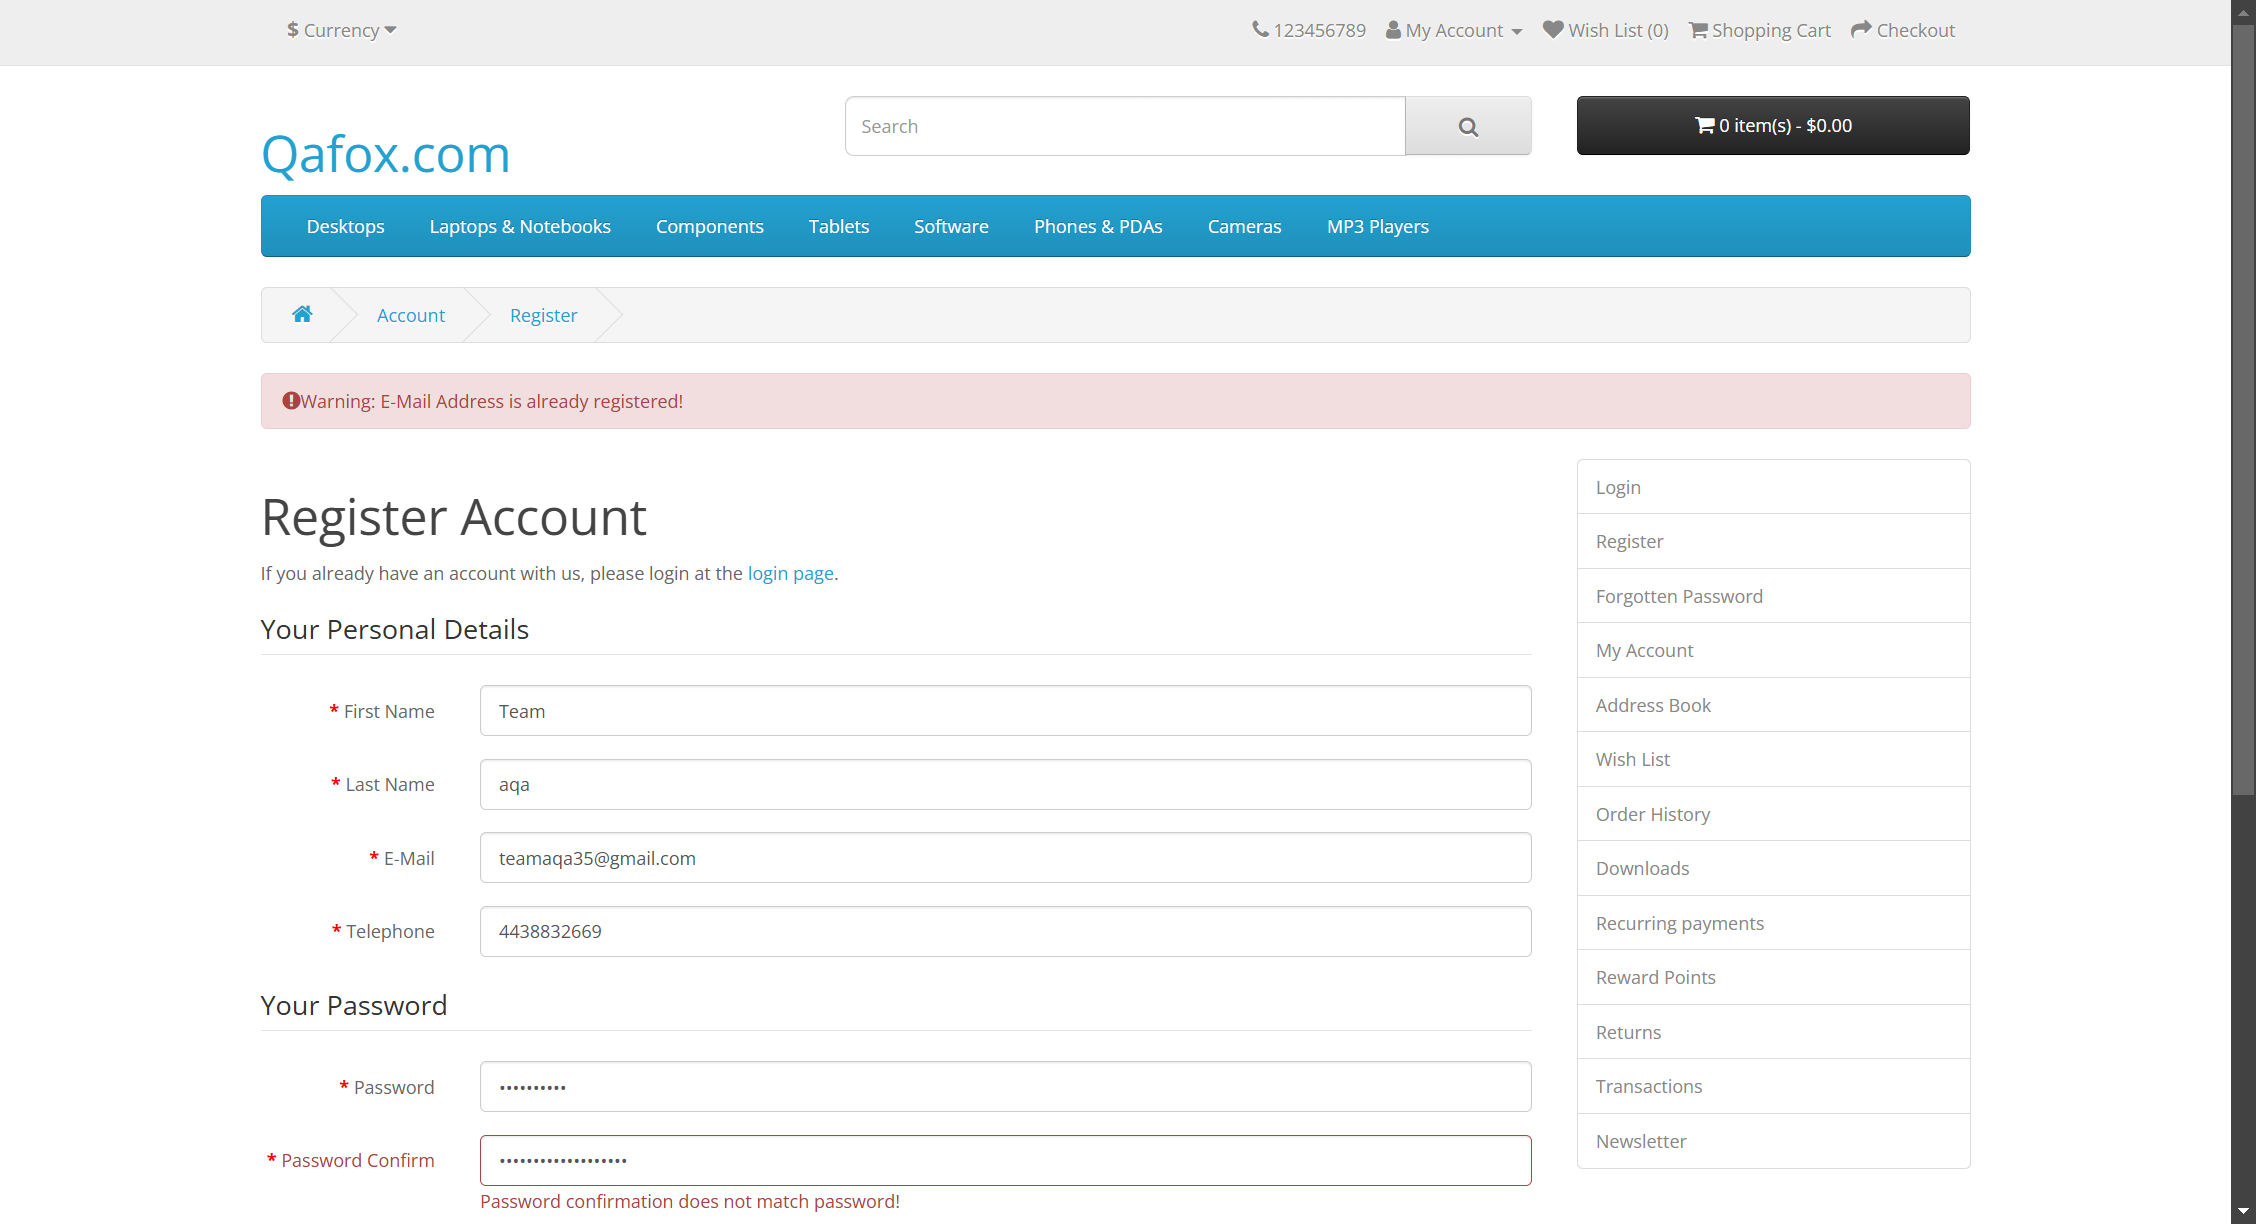 $ Currency
123456789 My Account Wish List (0) Shopping Cart Checkout
Qafox.com
Search
0 item(s) - $0.00
Desktops Laptops & Notebooks Components Tablets Software Phones & PDAs Cameras MP3 Players
Account Register
Warning: E-Mail Address is already registered!
Register Account
If you already have an account with us, please login at the login page.
Your Personal Details
* First Name Team
* Last Name aqa
* E-Mail teamaqa35@gmail.com
* Telephone 4438832669
Your Password
* Password ••••••••••
* Password Confirm •••••••••••••••••••
Password confirmation does not match password!
Login
Register
Forgotten Password
My Account
Address Book
Wish List
Order History
Downloads
Recurring payments
Reward Points
Returns
Transactions
Newsletter